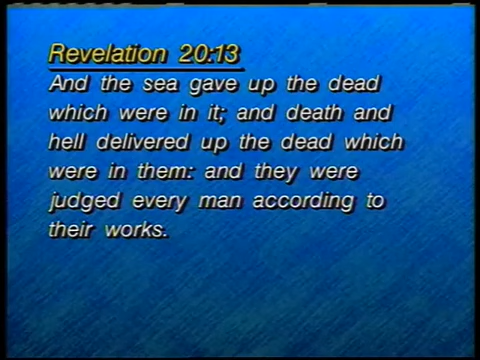 Revelation 20:13
And the sea gave up the dead
which were in it; and death and
hell delivered up the dead which
were in them: and they were
judged every man according to
their works.